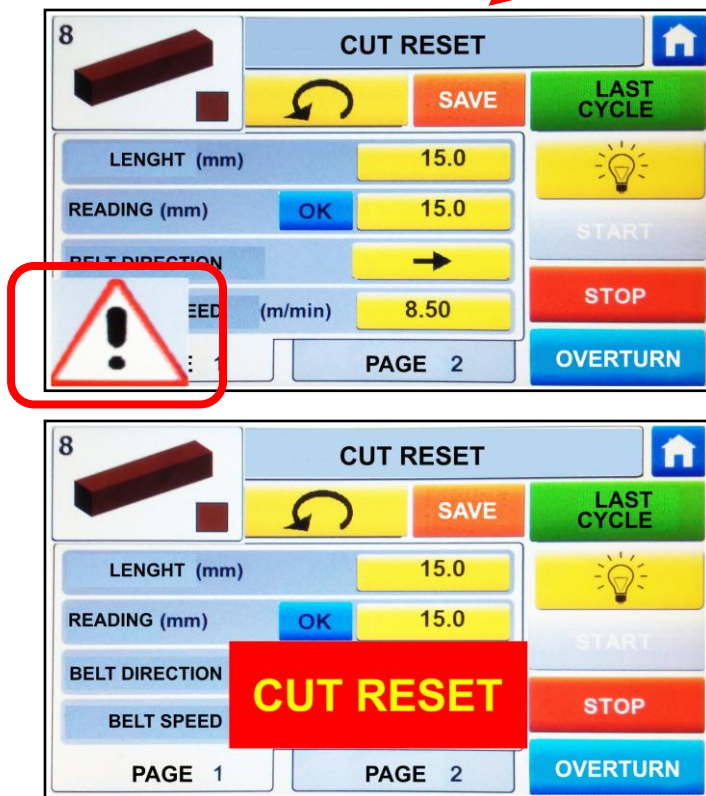 8
CUT RESET
SAVE
LAST
CYCLE
LENGHT (mm) 15.0
READING (mm) OK 15.0
START
BELT DIRECTION
EED (m/min) 8.50
STOP
1 PAGE 2
OVERTURN
8
CUT RESET
SAVE
LAST
CYCLE
LENGHT (mm) 15.0
READING (mm) OK 15.0
START
BELT DIRECTION
CUT RESET
BELT SPEED
STOP
PAGE 1 PAGE 2
OVERTURN